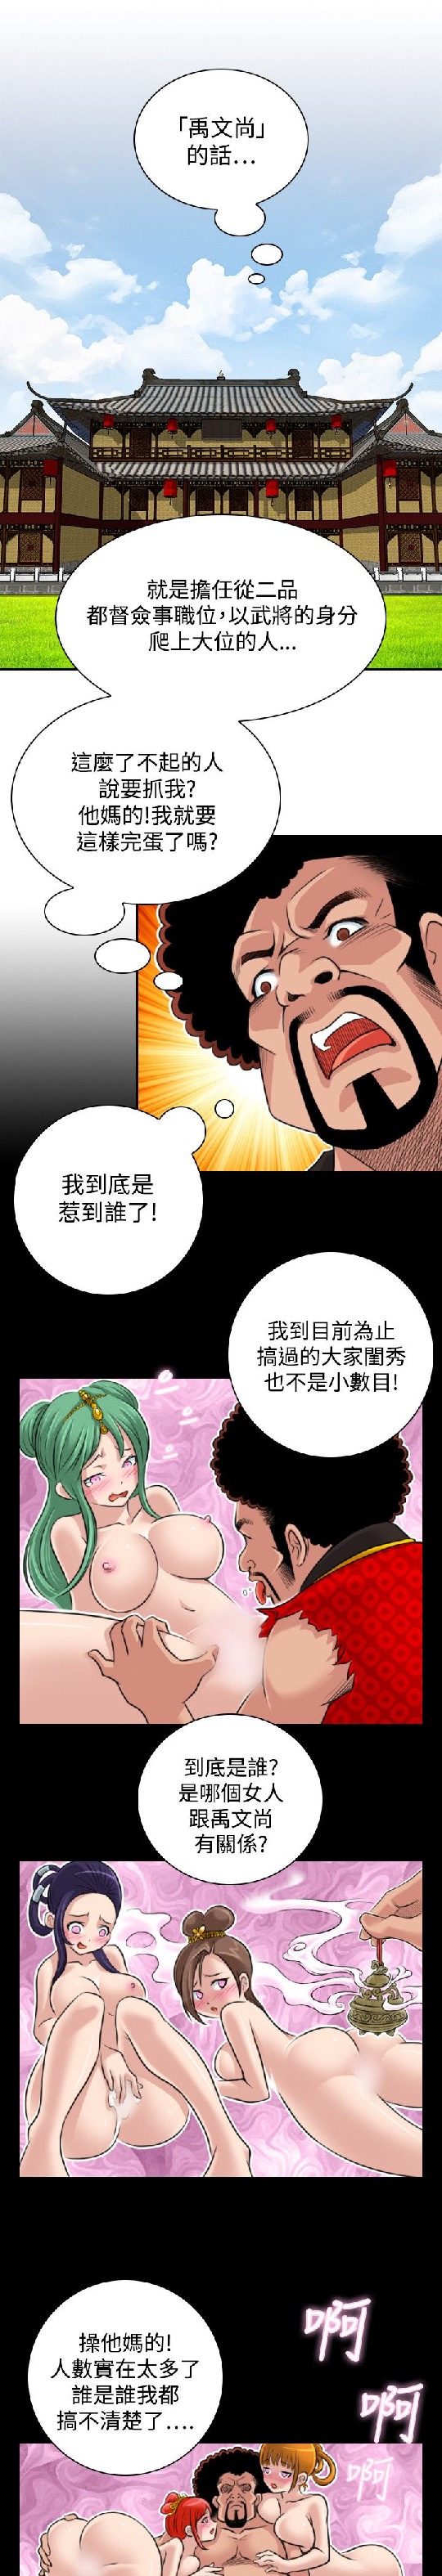 「禹文尚」
的話...
就是擔任從二品
都督僉事職位,以武將的身分
爬上大位的人...
這麼了不起的人
說要抓我?
他媽的!我就要
這樣完蛋了嗎?
我到底是
惹到誰了!
我到目前為止
搞過的大家閨秀
也不是小數目!
到底是誰?
是哪個女人
跟禹文尚
有關係?
操他媽的!
人數實在太多了
誰是誰我都
搞不清楚了....
啊
啊
啊